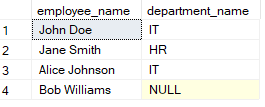 employee_name department_name
1 John Doe IT
2 Jane Smith HR
3 Alice Johnson IT
4 Bob Williams NULL